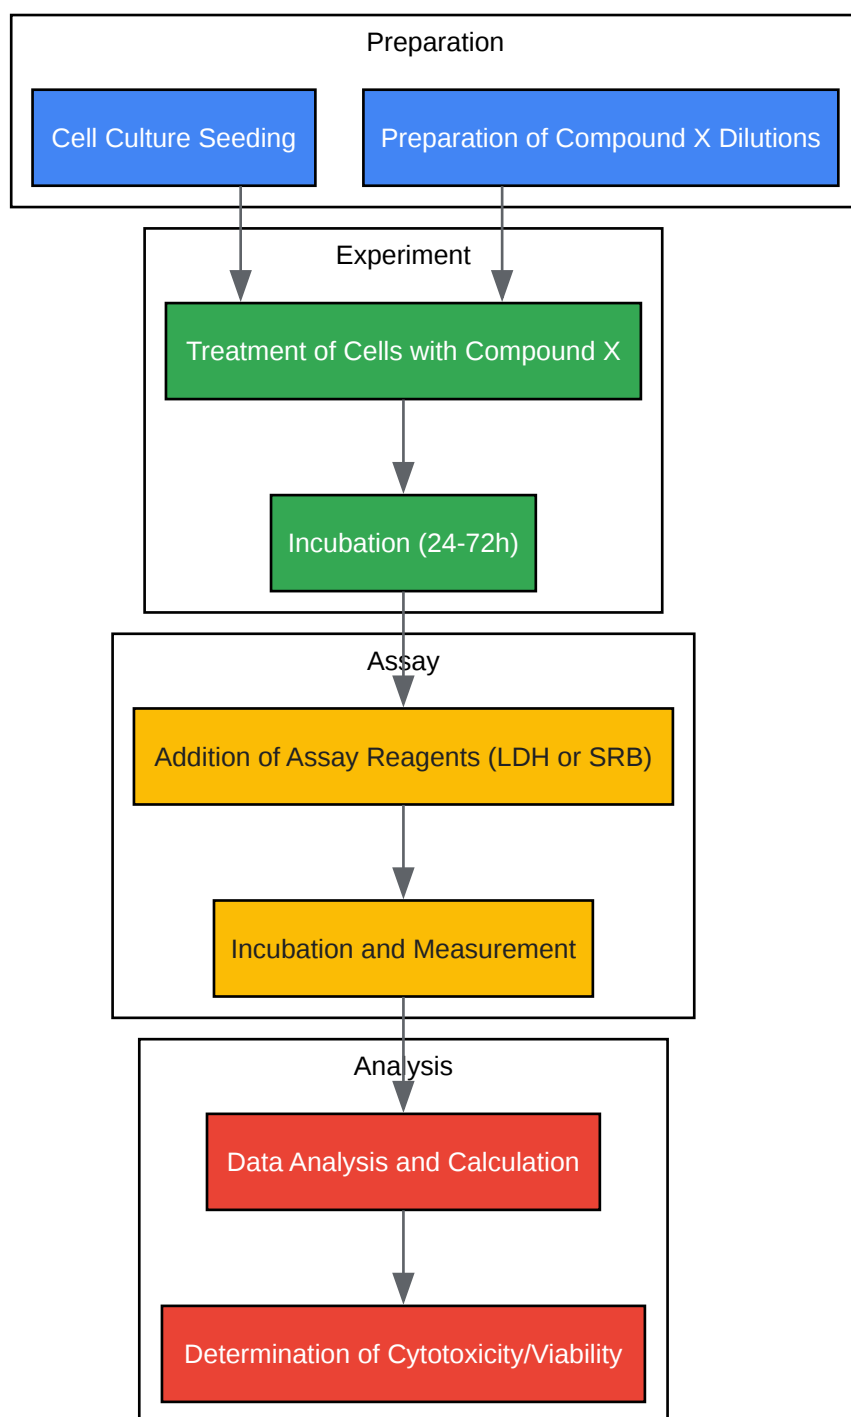 Preparation
Cell Culture Seeding
Preparation of Compound X Dilutions
Experiment
Treatment of Cells with Compound X
Incubation (24-72h)
Assay
Addition of Assay Reagents (LDH or SRB)
Incubation and Measurement
Analysis
Data Analysis and Calculation
Determination of Cytotoxicity/Viability